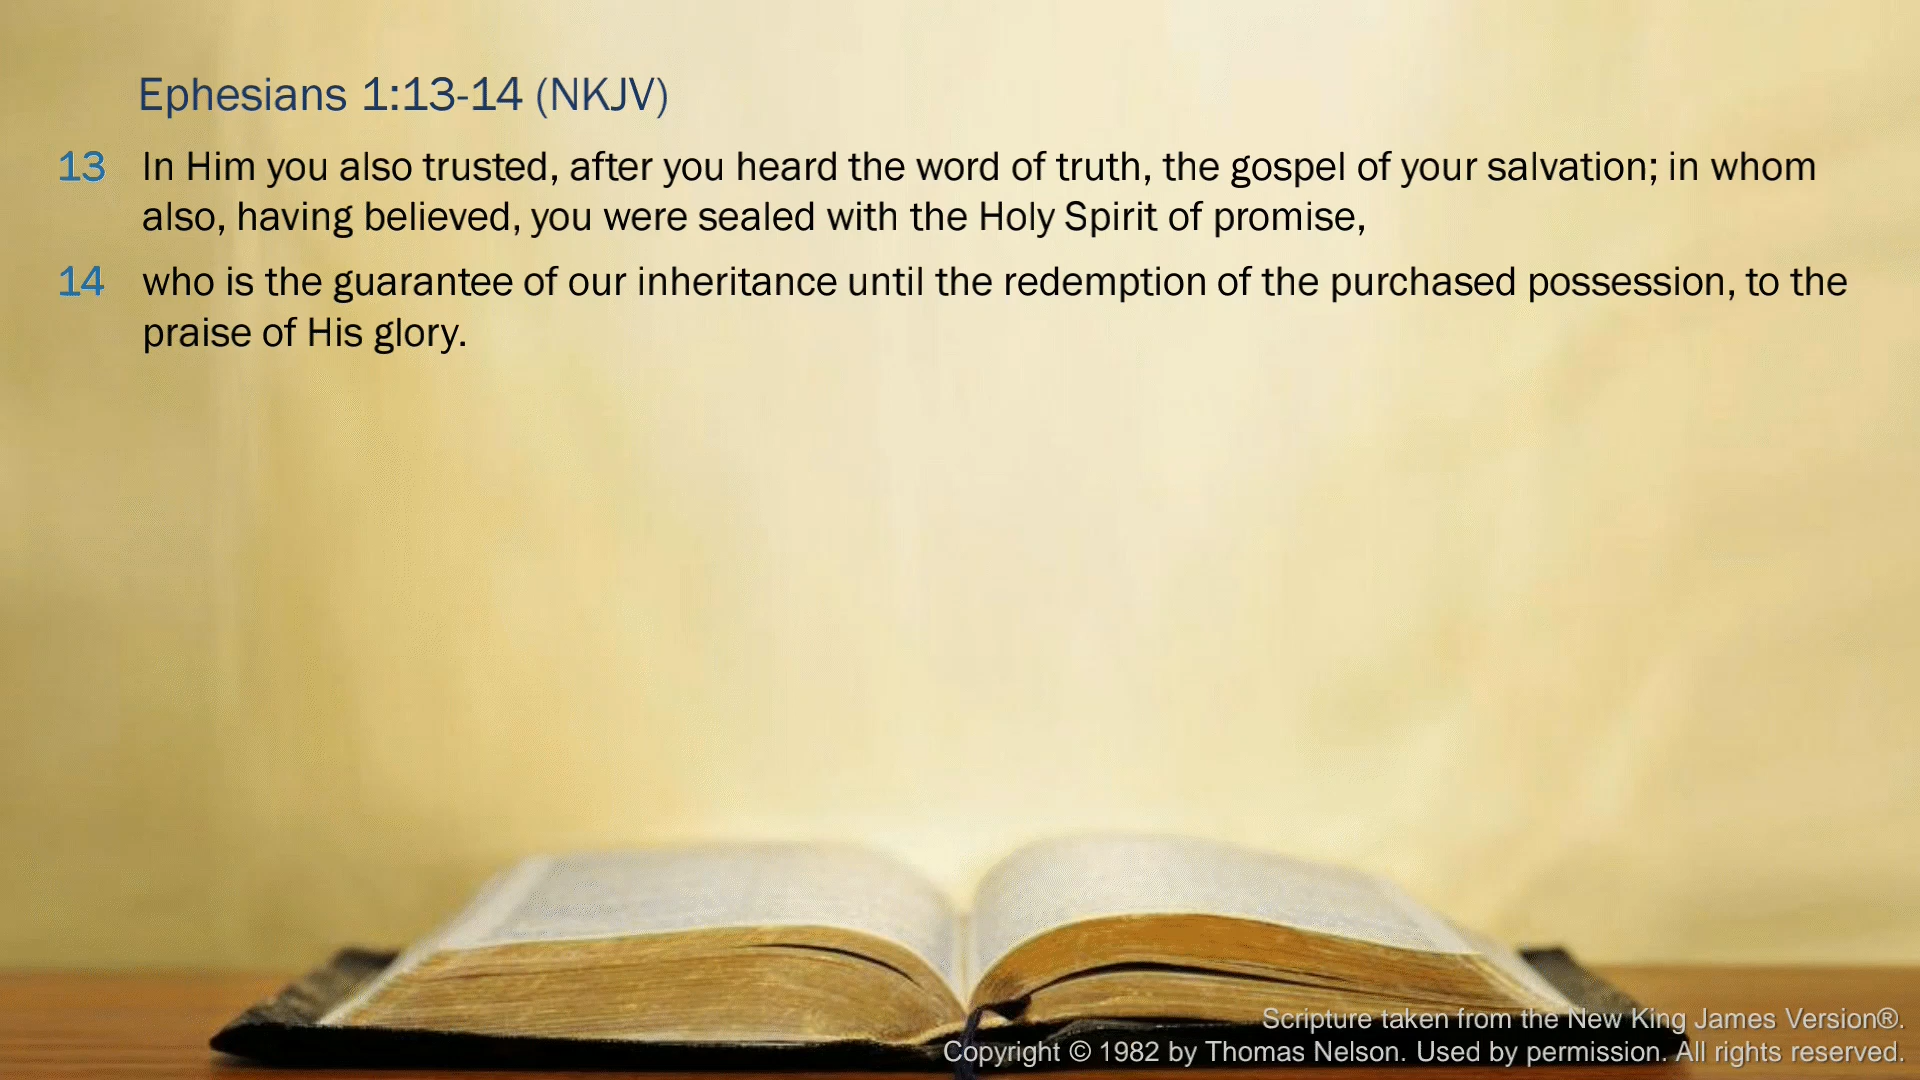 Ephesians 1:13-14 (NKJV)
13 In Him you also trusted, after you heard the word of truth, the gospel of your salvation; in whom
also, having believed, you were sealed with the Holy Spirit of promise,
14 who is the guarantee of our inheritance until the redemption of the purchased possession, to the
praise of His glory.
Scripture taken from the New King James Version®.
Copyright © 1982 by Thomas Nelson. Used by permission. All rights reserved.